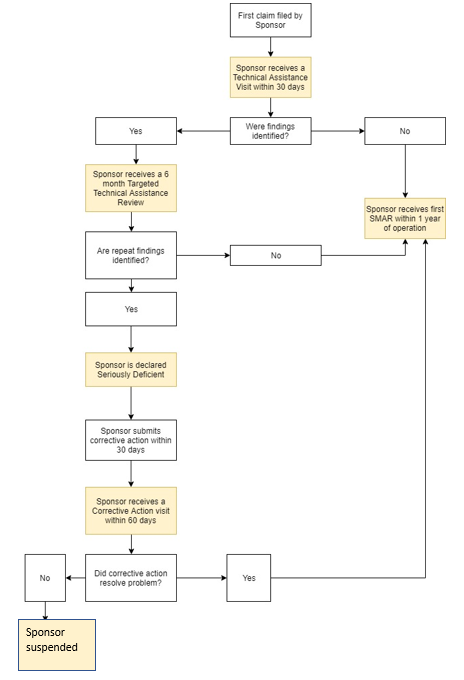 First claim filed by
Sponsor
Sponsor receives a
Technical Assistance
Visit within 30 days
Yes
Were findings
identified?
No
Sponsor receives a 6
month Targeted
Technical Assistance
Review
Sponsor receives first
SMAR within 1 year
of operation
Are repeat findings
identified?
No
Yes
Sponsor is declared
Seriously Deficient
Sponsor submits
corrective action within
30 days
Sponsor receives a
Corrective Action visit
within 60 days
No
Did corrective action
resolve problem?
Yes
Sponsor
suspended